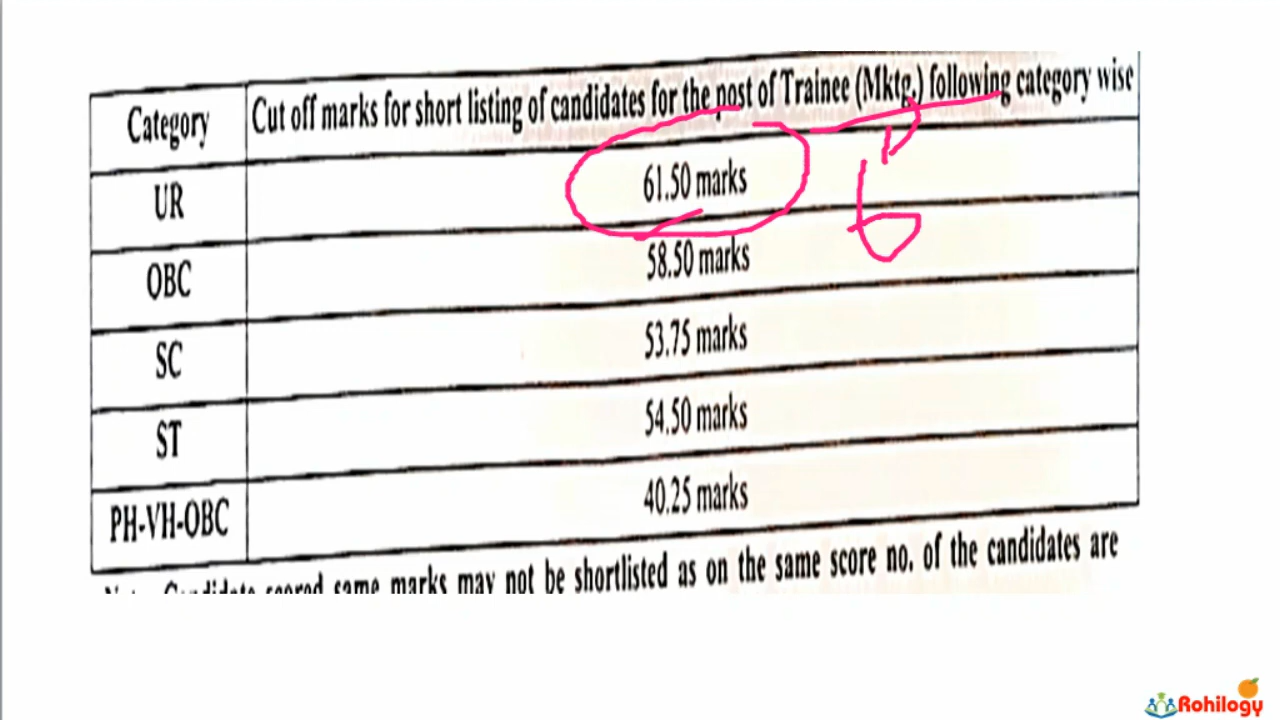 Category Cut off marks for short listing of candidates for the post of Trainee (Mktg.) following category wise
UR 61.50 marks
OBC 58.50 marks
SC 53.75 marks
ST 54.50 marks
PH-VH-OBC 40.25 marks
Candidate scored same marks may not be shortlisted as on the same score no. of the candidates are
Rohilogy